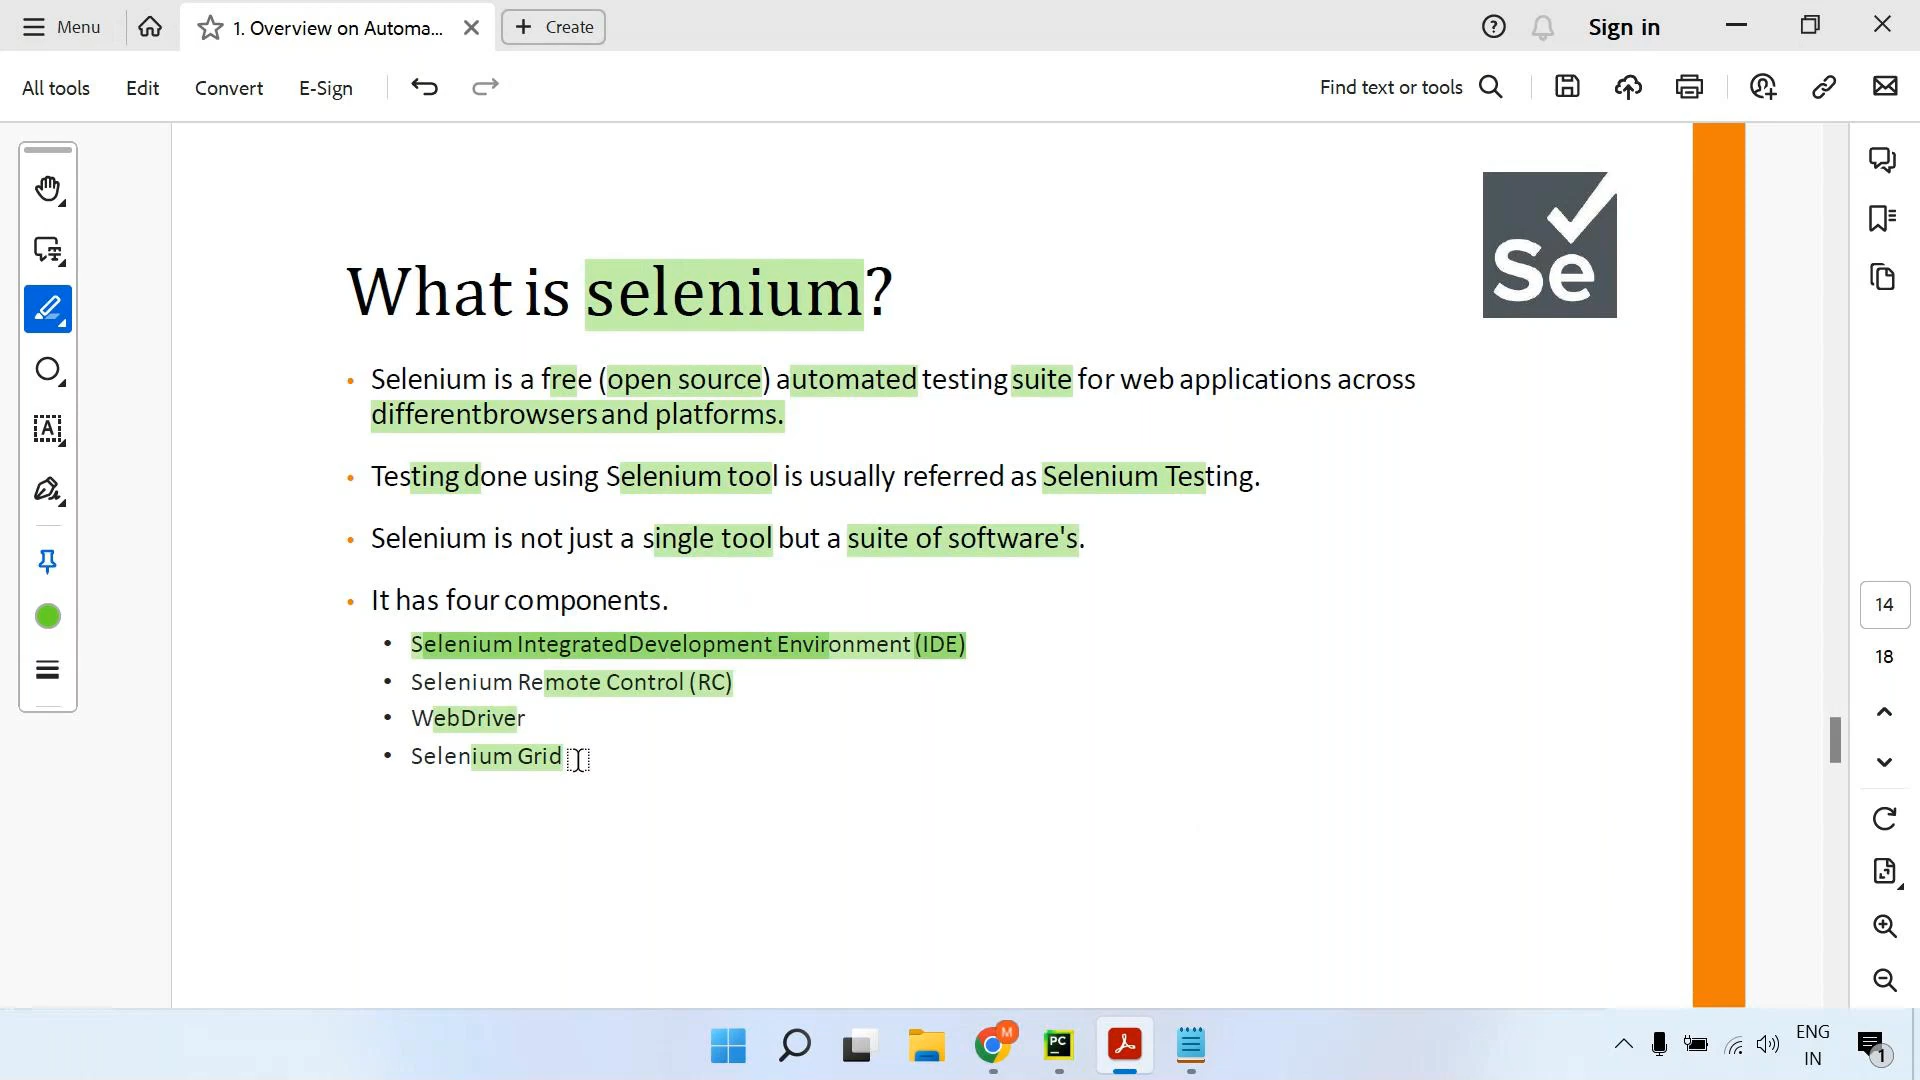 Menu
1. Overview on Automa...
Create
Sign in
All tools
Edit
Convert
E-Sign
Find text or tools
Se
What is selenium?
• Selenium is a free (open source) automated testing suite for web applications across
differentbrowsers and platforms.
• Testing done using Selenium tool is usually referred as Selenium Testing.
• Selenium is not just a single tool but a suite of software's.
• It has four components.
• Selenium IntegratedDevelopment Environment (IDE)
• Selenium Remote Control (RC)
• WebDriver
• Selenium Grid
A
14
18
M
PC
ENG
IN
1